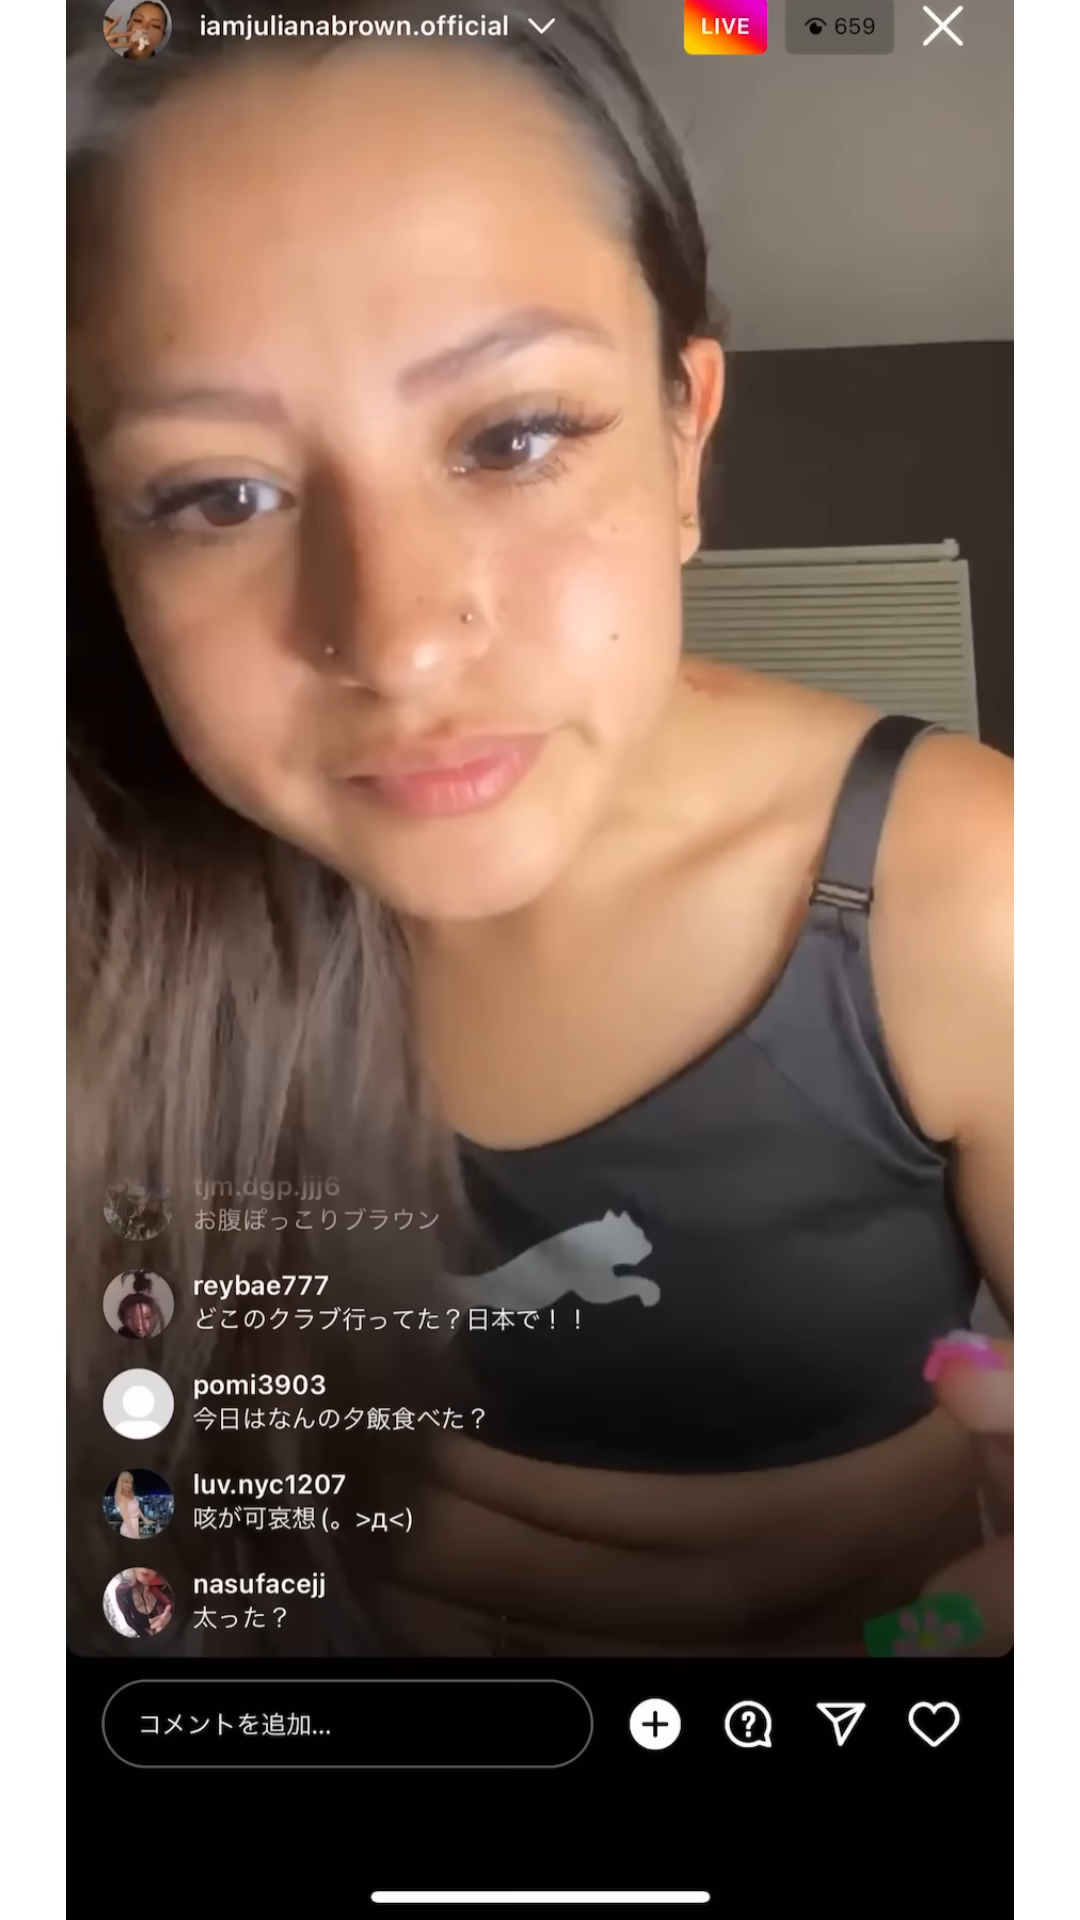 iamjulianabrown.official
LIVE
659
tjm.dgp.jjj6
お腹ぽっこりブラウン
reybae777
どこのクラブ行ってた？日本で！！
pomi3903
今日はなんの夕飯食べた？
luv.nyc1207
咳が可哀想(。>д<)
nasufacejj
太った？
コメントを追加...